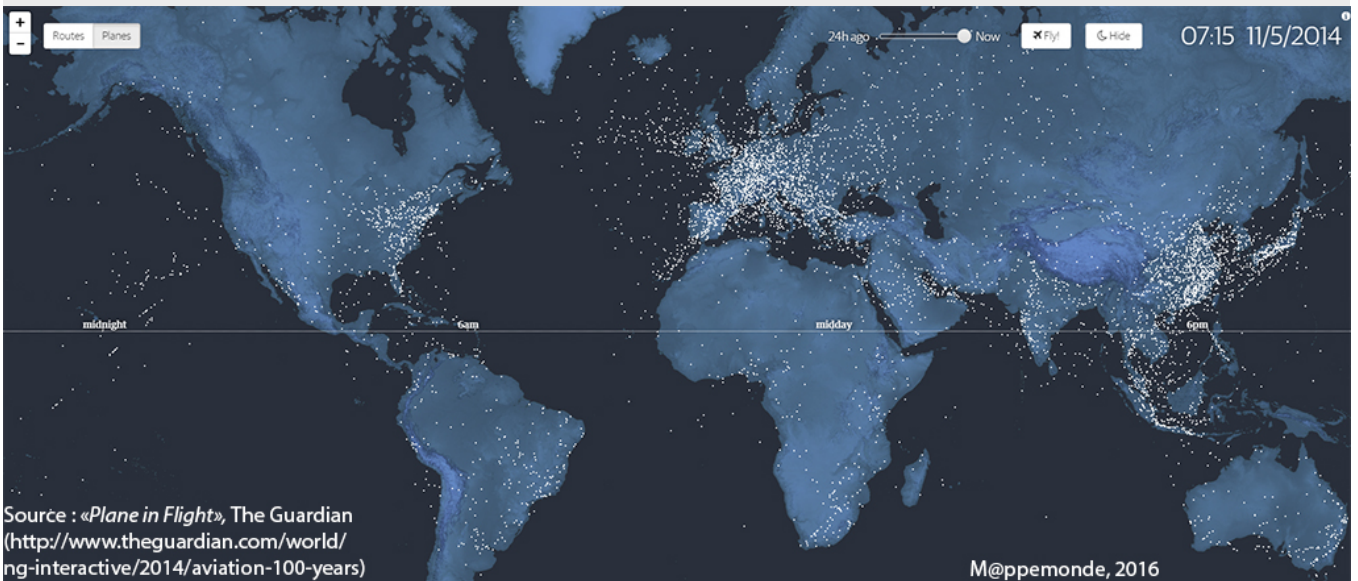 +
−
Routes Planes
24h ago Now
Fly!
Hide
07:15 11/5/2014
midnight 6am midday 6pm
Source : «Plane in Flight», The Guardian
(http://www.theguardian.com/world/
ng-interactive/2014/aviation-100-years)
M@ppemonde, 2016